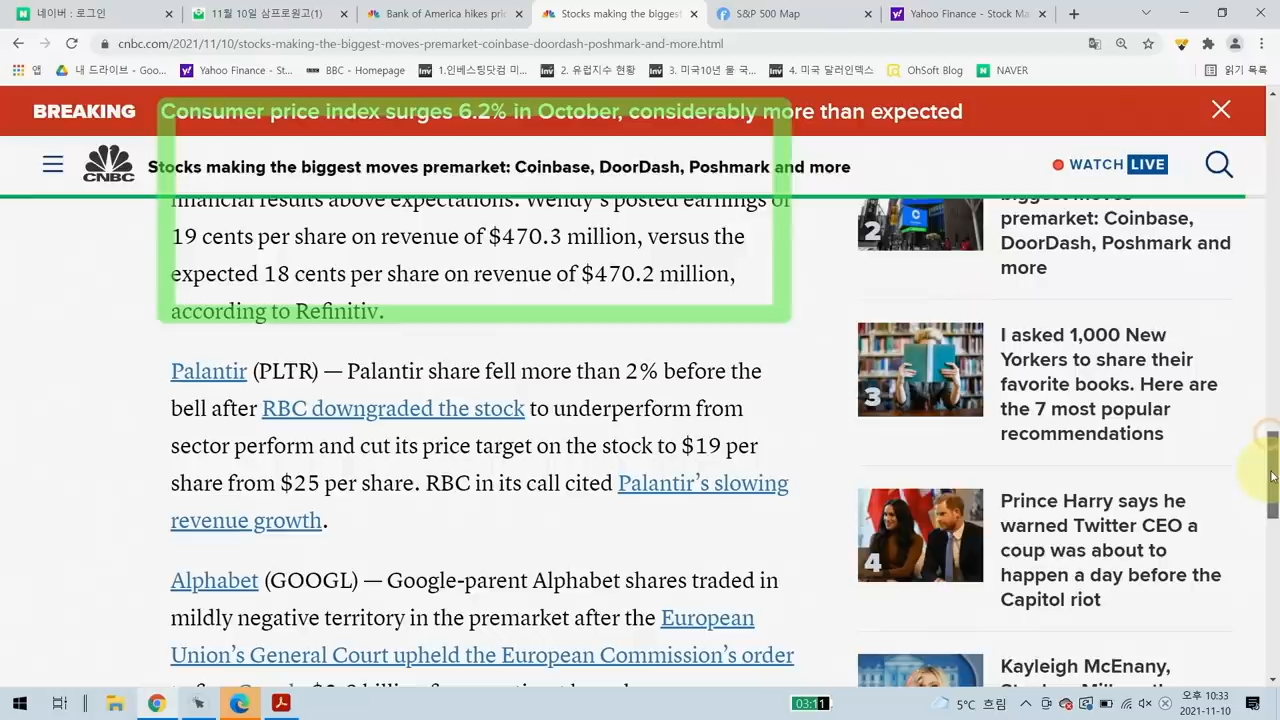 네이버 : 로그인
11월 10일 삼프로원고(1)
Bank of America hikes pri
Stocks making the biggest
S&P 500 Map
Yahoo Finance - Stock Ma
cnbc.com/2021/11/10/stocks-making-the-biggest-moves-premarket-coinbase-doordash-poshmark-and-more.html
앱
내 드라이브 - Goo...
Yahoo Finance - St...
BBC - Homepage
1.인베스팅닷컴 미...
2. 유럽지수 현황
3. 미국10년 물 국...
4. 미국 달러인덱스
OhSoft Blog
NAVER
읽기 목록
BREAKING
Consumer price index surges 6.2% in October, considerably more than expected
CNBC
Stocks making the biggest moves premarket: Coinbase, DoorDash, Poshmark and more
WATCH LIVE
financial results above expectations. Wendy's posted earnings of
19 cents per share on revenue of $470.3 million, versus the
expected 18 cents per share on revenue of $470.2 million,
according to Refinitiv.
Palantir (PLTR) — Palantir share fell more than 2% before the
bell after RBC downgraded the stock to underperform from
sector perform and cut its price target on the stock to $19 per
share from $25 per share. RBC in its call cited Palantir's slowing
revenue growth.
Alphabet (GOOGL) — Google-parent Alphabet shares traded in
mildly negative territory in the premarket after the European
Union's General Court upheld the European Commission's order
2
biggest moves
premarket: Coinbase,
DoorDash, Poshmark and
more
3
I asked 1,000 New
Yorkers to share their
favorite books. Here are
the 7 most popular
recommendations
4
Prince Harry says he
warned Twitter CEO a
coup was about to
happen a day before the
Capitol riot
Kayleigh McEnany,
03:11
5°C 흐림
오후 10:33
2021-11-10